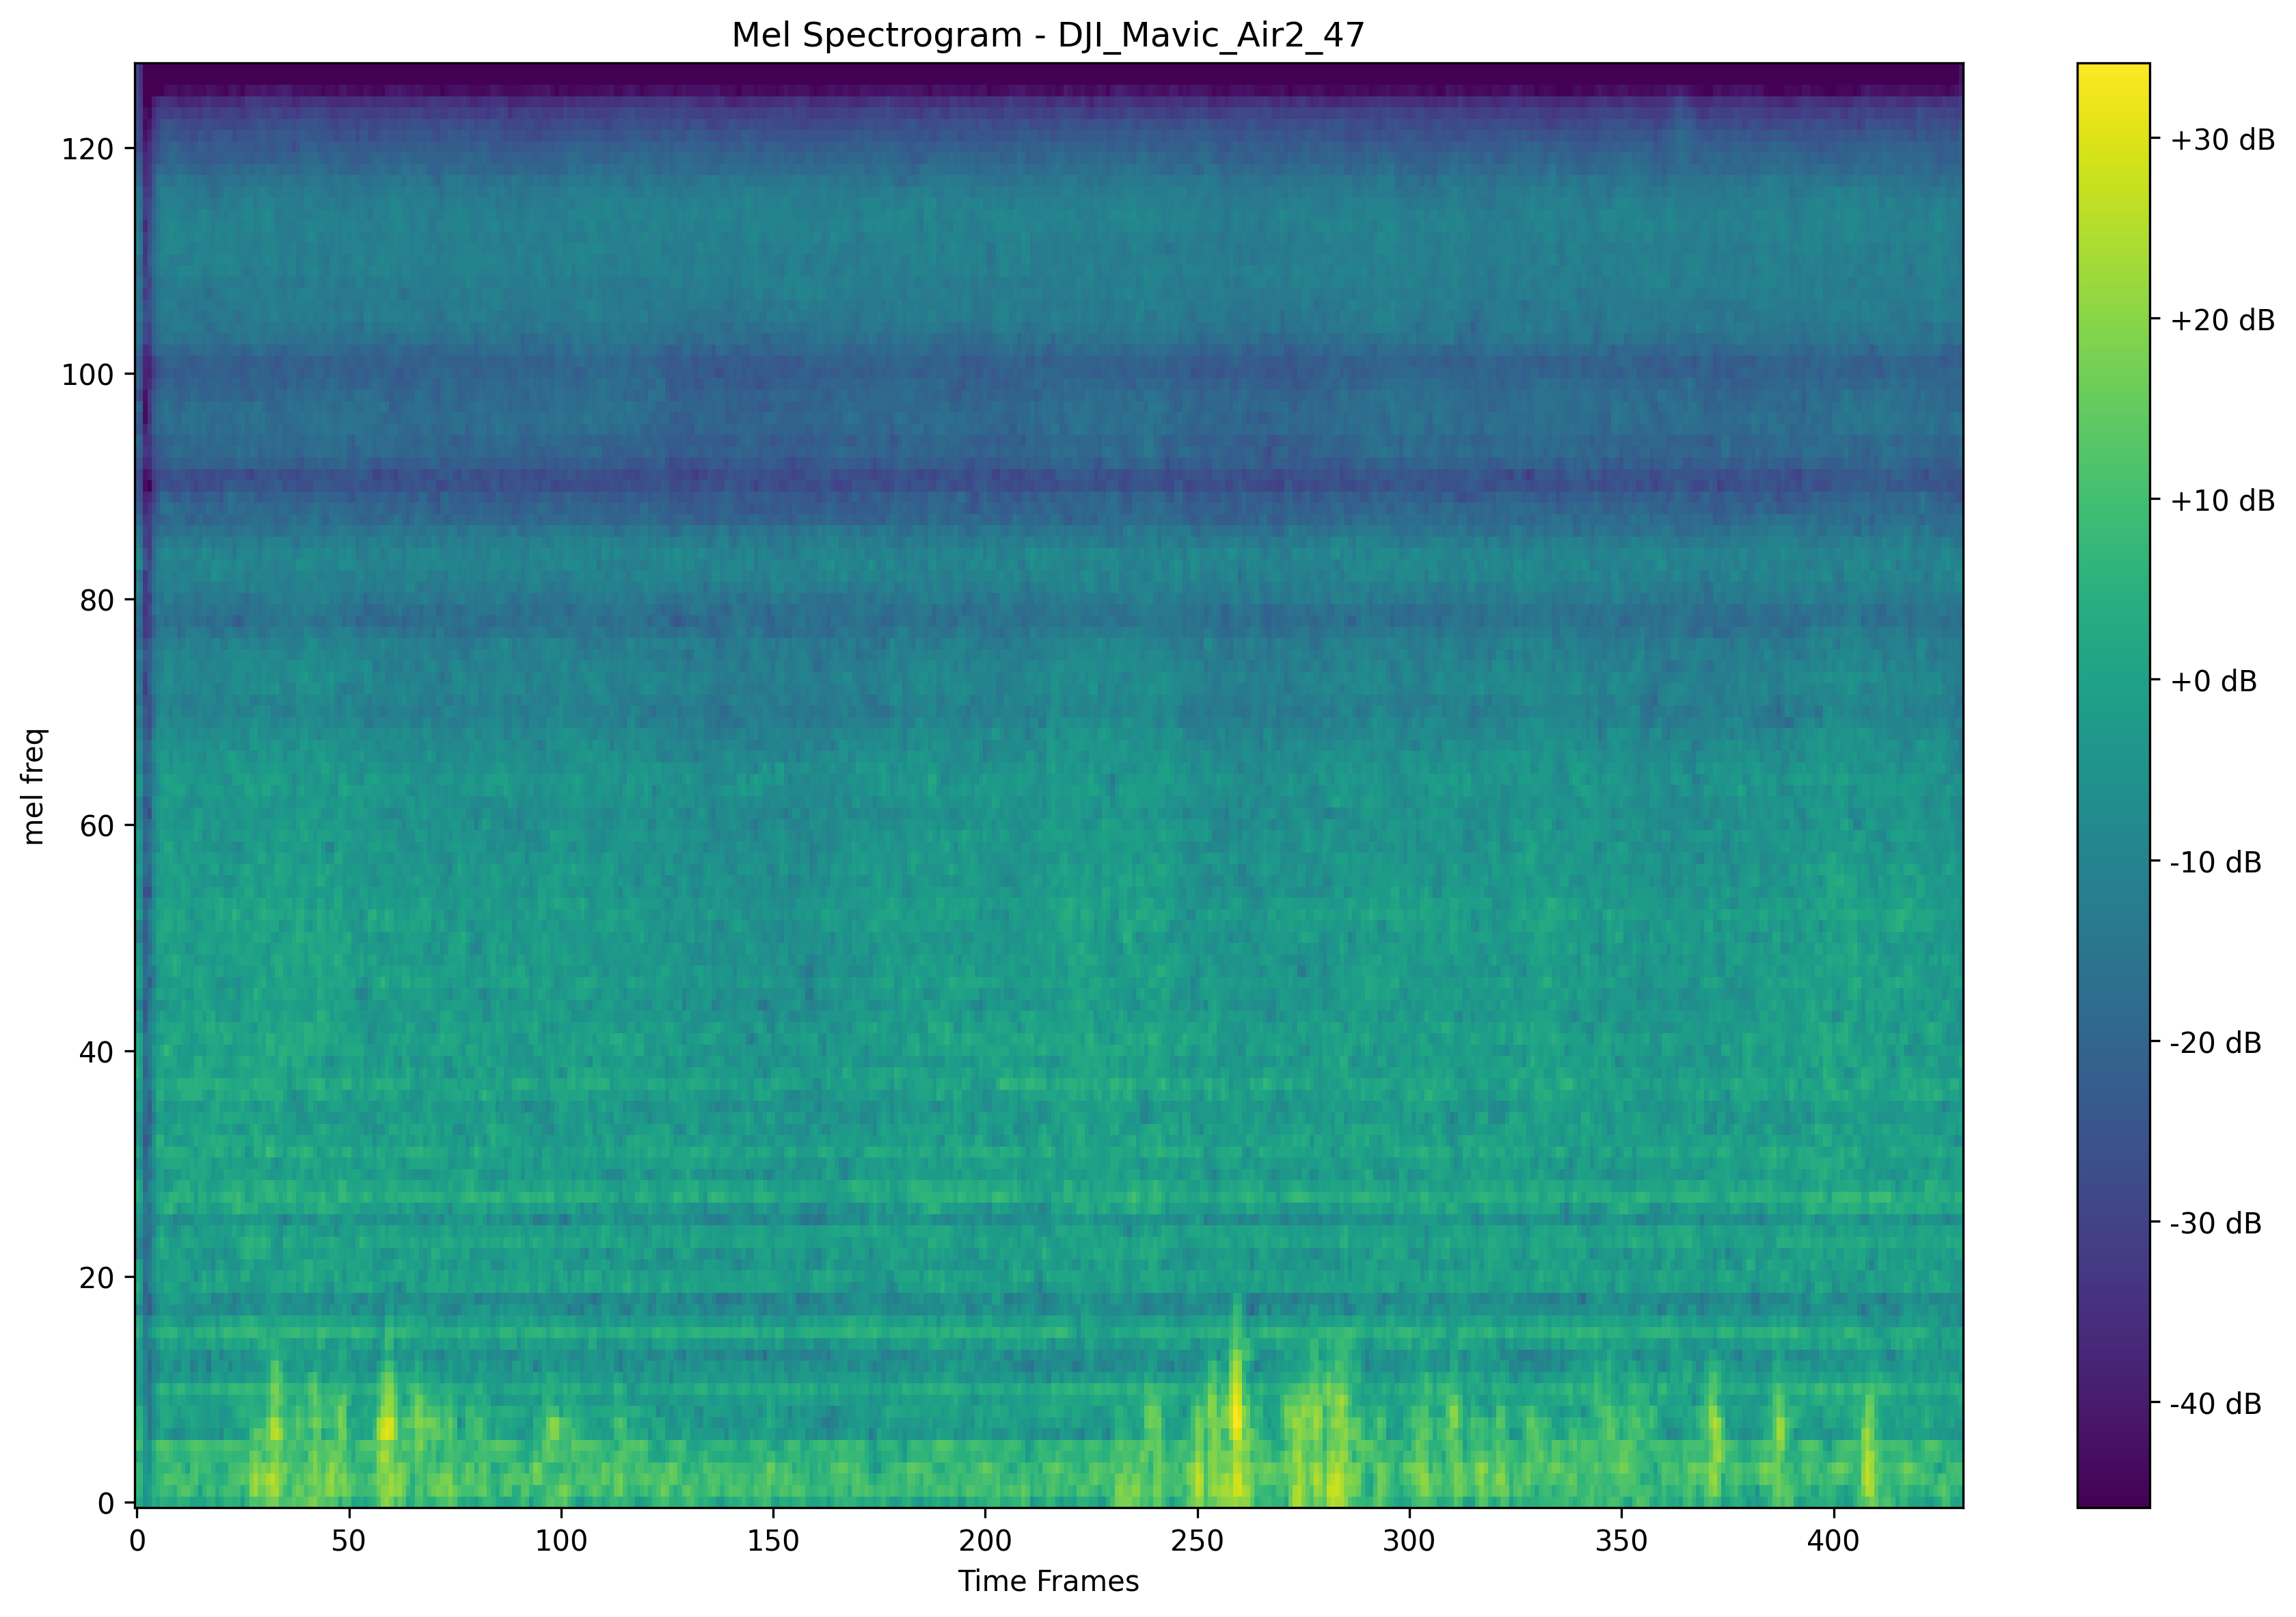 Mel Spectrogram - DJI_Mavic_Air2_47
120
100
80
60
40
20
0
mel freq
0 50 100 150 200 250 300 350 400
Time Frames
+30 dB
+20 dB
+10 dB
+0 dB
-10 dB
-20 dB
-30 dB
-40 dB